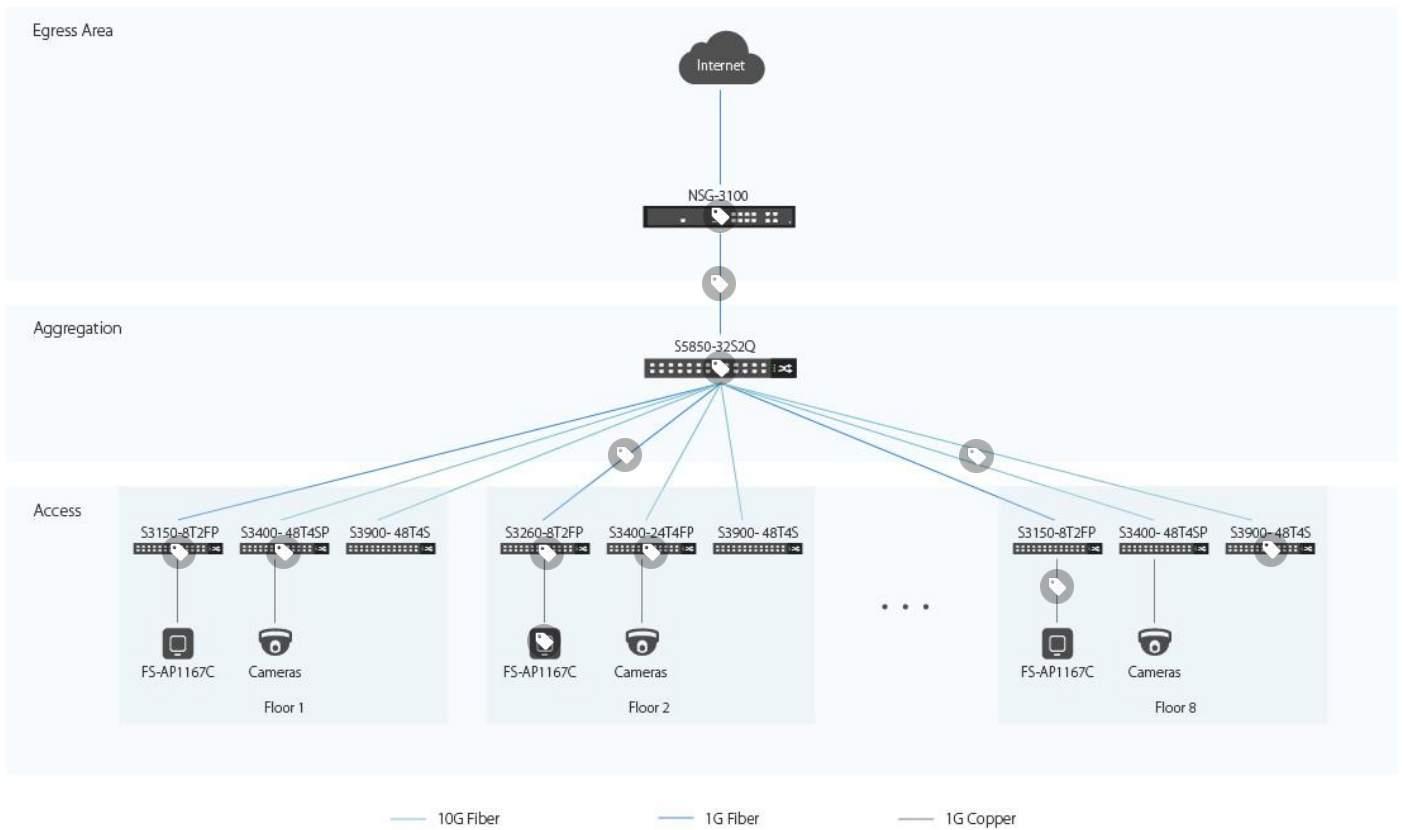 Egress Area
Internet
NSG-3100
Aggregation
S5850-32S2Q
Access
S3150-8T2FP S3400- 48T4SP S3900- 48T4S S3260-8T2FP S3400-24T4FP S3900- 48T4S S3150-8T2FP S3400- 48T4SP S3900- 48T4S
. . .
FS-AP1167C Cameras FS-AP1167C Cameras FS-AP1167C Cameras
Floor 1 Floor 2 Floor 8
10G Fiber 1G Fiber 1G Copper